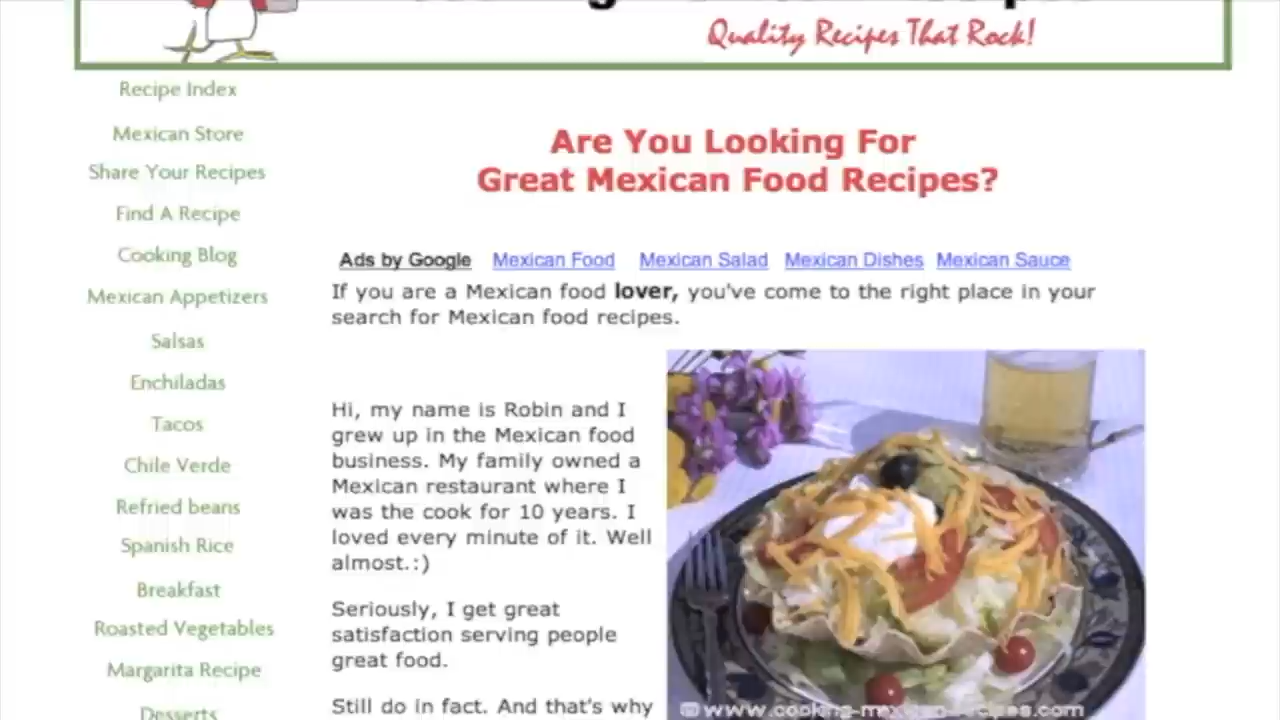 Quality Recipes That Rock!
Recipe Index
Mexican Store
Share Your Recipes
Find A Recipe
Cooking Blog
Mexican Appetizers
Salsas
Enchiladas
Tacos
Chile Verde
Refried beans
Spanish Rice
Breakfast
Roasted Vegetables
Margarita Recipe
Desserts
Are You Looking For
Great Mexican Food Recipes?
Ads by Google Mexican Food Mexican Salad Mexican Dishes Mexican Sauce
If you are a Mexican food lover, you've come to the right place in your
search for Mexican food recipes.
Hi, my name is Robin and I
grew up in the Mexican food
business. My family owned a
Mexican restaurant where I
was the cook for 10 years. I
loved every minute of it. Well
almost.:)
Seriously, I get great
satisfaction serving people
great food.
Still do in fact. And that's why
© www.cooking-mexican-recipes.com